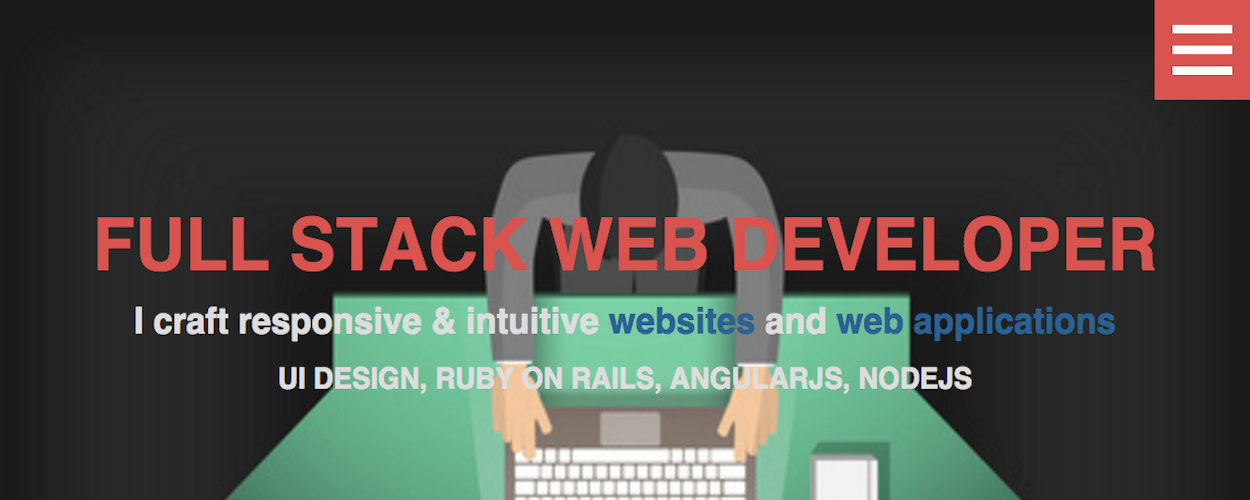 FULL STACK WEB DEVELOPER
I craft responsive & intuitive websites and web applications
UI DESIGN, RUBY ON RAILS, ANGULARJS, NODEJS